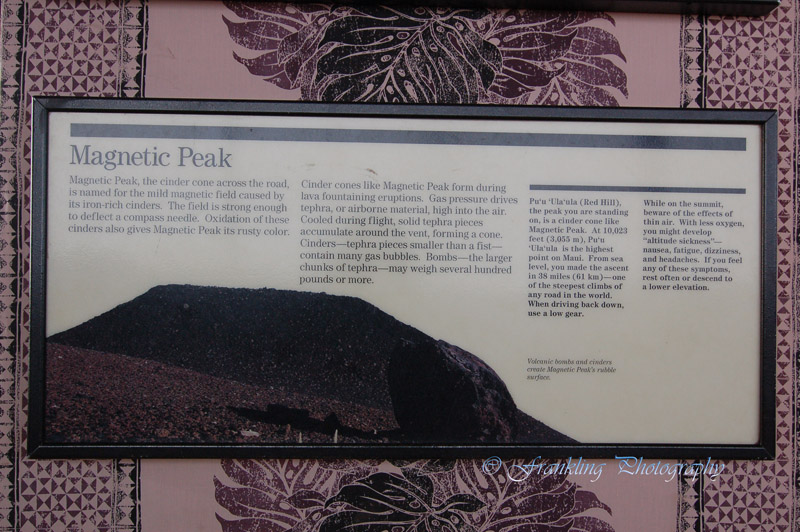 Magnetic Peak
Magnetic Peak, the cinder cone across the road,
is named for the mild magnetic field caused by
its iron-rich cinders. The field is strong enough
to deflect a compass needle. Oxidation of these
cinders also gives Magnetic Peak its rusty color.
Cinder cones like Magnetic Peak form during
lava fountaining eruptions. Gas pressure drives
tephra, or airborne material, high into the air.
Cooled during flight, solid tephra pieces
accumulate around the vent, forming a cone.
Cinders—tephra pieces smaller than a fist—
contain many gas bubbles. Bombs—the larger
chunks of tephra—may weigh several hundred
pounds or more.
Pu'u 'Ula'ula (Red Hill),
the peak you are standing
on, is a cinder cone like
Magnetic Peak. At 10,023
feet (3,055 m), Pu'u
'Ula'ula is the highest
point on Maui. From sea
level, you made the ascent
in 38 miles (61 km)—one
of the steepest climbs of
any road in the world.
When driving back down,
use a low gear.
While on the summit,
beware of the effects of
thin air. With less oxygen,
you might develop
"altitude sickness"—
nausea, fatigue, dizziness,
and headaches. If you feel
any of these symptoms,
rest often or descend to
a lower elevation.
Volcanic bombs and cinders
create Magnetic Peak's rubble
surface.
© Frankling Photography